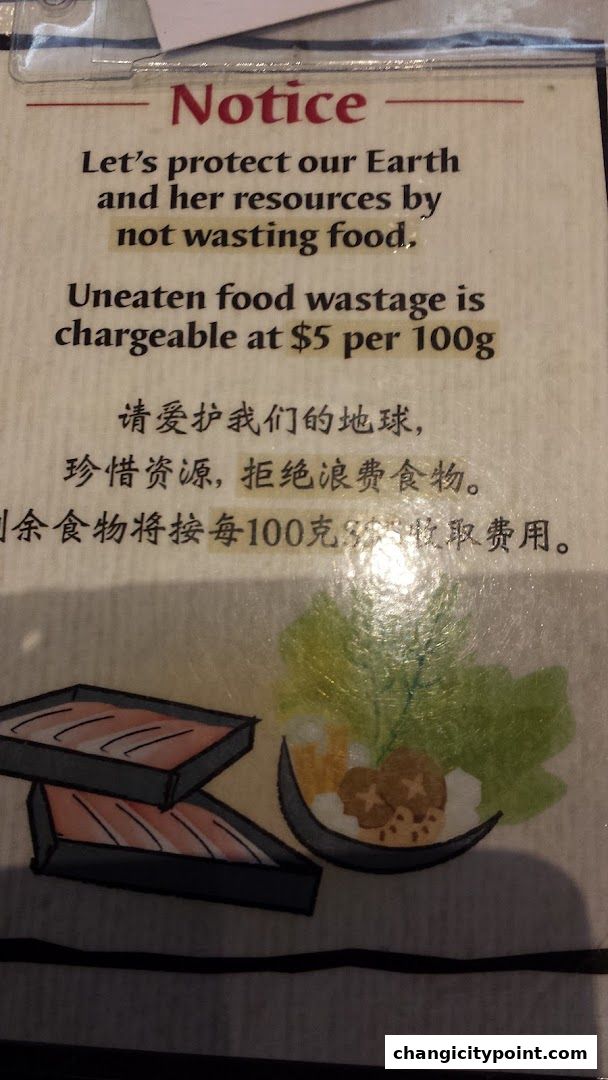 Notice
Let's protect our Earth
and her resources by
not wasting food.
Uneaten food wastage is
chargeable at $5 per 100g
请爱护我们的地球,
珍惜资源, 拒绝浪费食物。
余食物将按每100克 收取费用。
changicitypoint.com